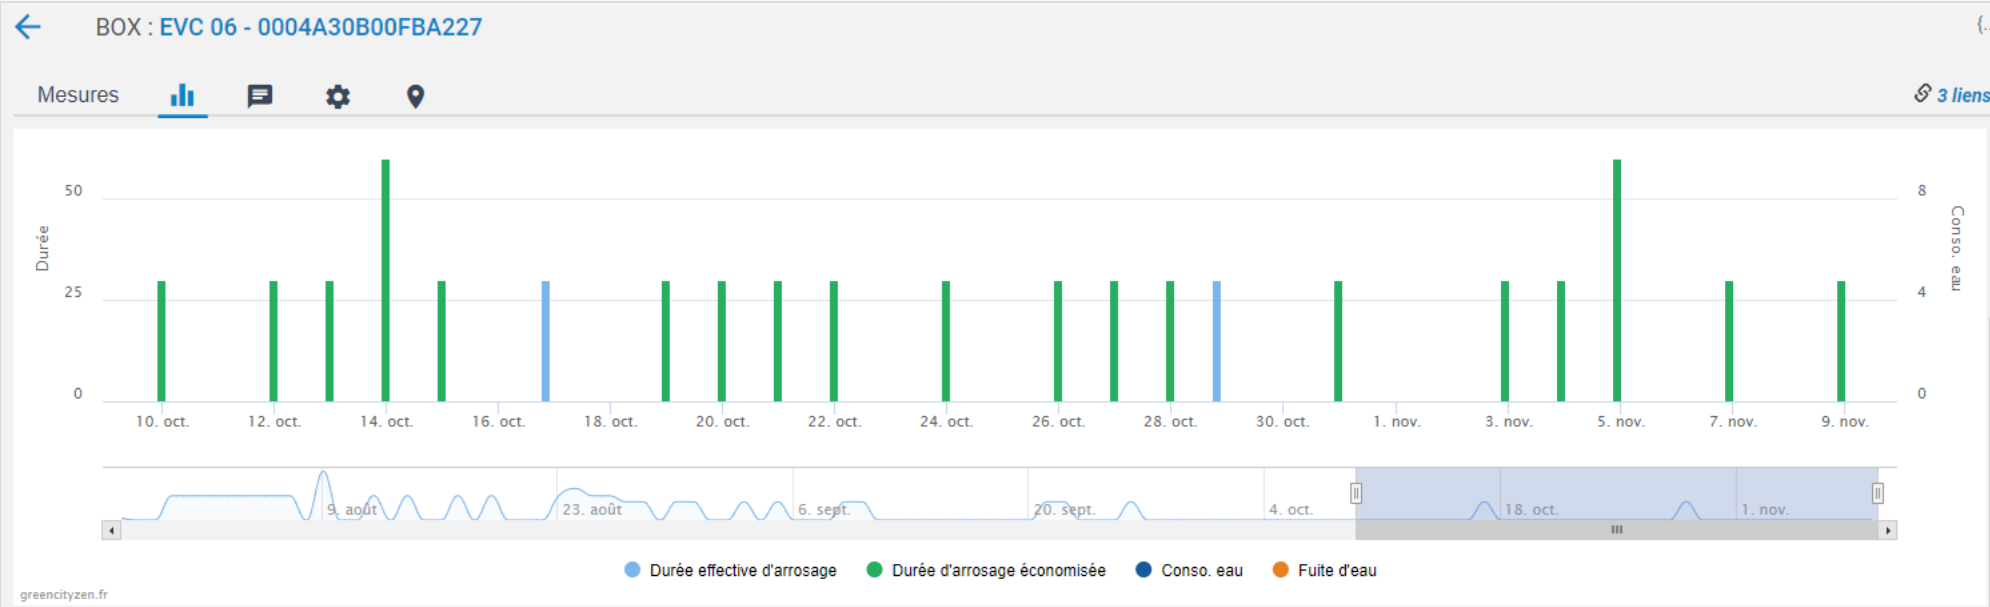 BOX : EVC 06 - 0004A30B00FBA227
{..
Mesures
3 liens
50
25
0
Durée
8
4
0
Conso. eau
10. oct. 12. oct. 14. oct. 16. oct. 18. oct. 20. oct. 22. oct. 24. oct. 26. oct. 28. oct. 30. oct. 1. nov. 3. nov. 5. nov. 7. nov. 9. nov.
9. août 23. août 6. sept. 20. sept. 4. oct. 18. oct. 1. nov.
Durée effective d'arrosage Durée d'arrosage économisée Conso. eau Fuite d'eau
greencityzen.fr